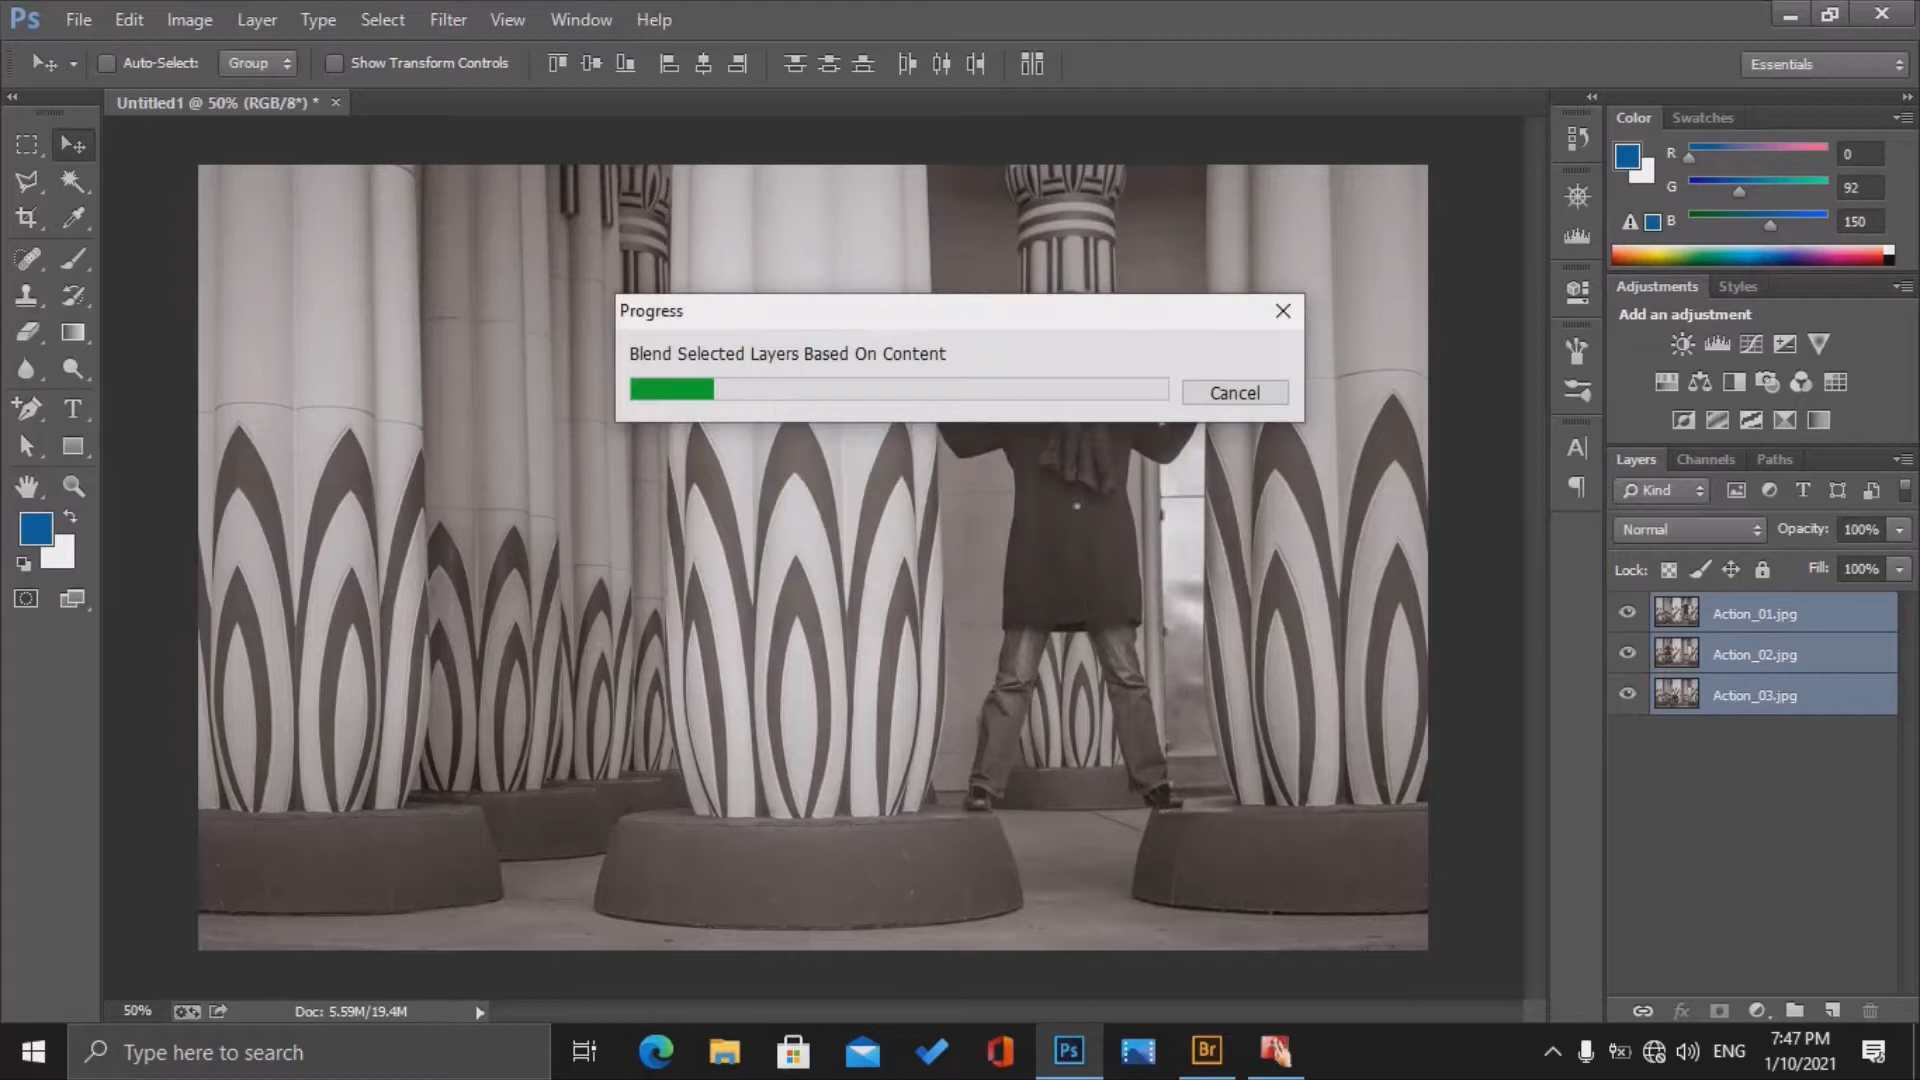 Ps File Edit Image Layer Type Select Filter View Window Help
Auto-Select: Group Show Transform Controls Essentials
Untitled1 @ 50% (RGB/8*) * ×
Color Swatches
R 0
G 92
B 150
Adjustments Styles
Add an adjustment
Progress
Blend Selected Layers Based On Content
Cancel
Layers Channels Paths
Kind
Normal Opacity: 100%
Lock: Fill: 100%
Action_01.jpg
Action_02.jpg
Action_03.jpg
50% Doc: 5.59M/19.4M
Type here to search
Ps
Br
ENG
7:47 PM
1/10/2021